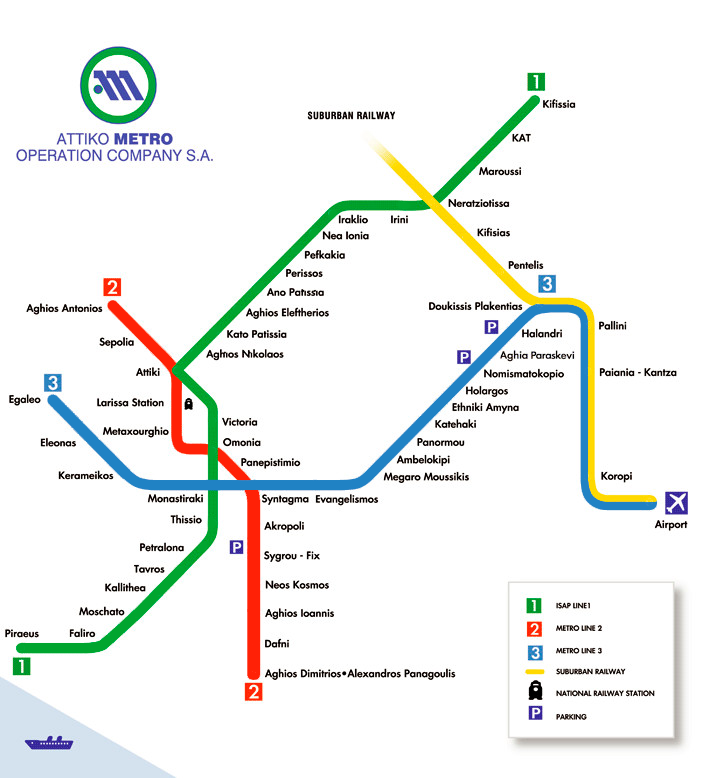 ATTIKO METRO
OPERATION COMPANY S.A.
SUBURBAN RAILWAY
1
Kifissia
KAT
Maroussi
Neratziotissa
Iraklio
Irini
Nea Ionia
Kifisias
Pefkakia
Pentelis
Perissos
3
2
Ano Patissia
Aghios Antonios
Doukissis Plakentias
Aghios Eleftherios
P
Pallini
Kato Patissia
Halandri
Sepolia
Aghnos Nikolaos
P
Aghia Paraskevi
Attiki
Nomismatokopio
Paiania - Kantza
3
Holargos
Egaleo
Larissa Station
Ethniki Amyna
Victoria
Katehaki
Metaxourghio
Omonia
Panormou
Eleonas
Panepistimio
Ambelokipi
Kerameikos
Megaro Moussikis
Koropi
Monastiraki
Syntagma
Evangelismos
Thissio
Akropoli
Airport
Petralona
P
Sygrou - Fix
Tavros
Kallithea
Neos Kosmos
Moschato
Aghios Ioannis
Piraeus
Faliro
Dafni
1
Aghios Dimitrios•Alexandros Panagoulis
2
1 ISAP LINE1
2 METRO LINE 2
3 METRO LINE 3
SUBURBAN RAILWAY
NATIONAL RAILWAY STATION
P PARKING